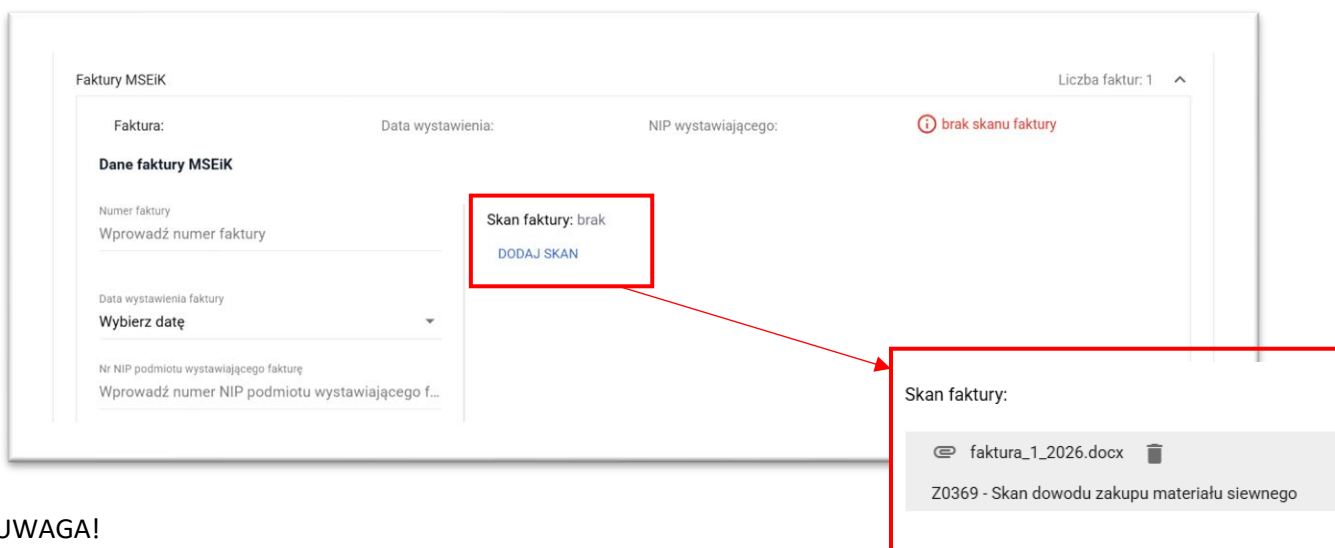 Faktury MSEiK Liczba faktur: 1
Faktura: Data wystawienia: NIP wystawiającego: brak skanu faktury
Dane faktury MSEiK
Numer faktury
Wprowadź numer faktury
Skan faktury: brak
DODAJ SKAN
Data wystawienia faktury
Wybierz datę
Nr NIP podmiotu wystawiającego fakturę
Wprowadź numer NIP podmiotu wystawiającego f...
Skan faktury:
faktura_1_2026.docx
Z0369 - Skan dowodu zakupu materiału siewnego
UWAGA!